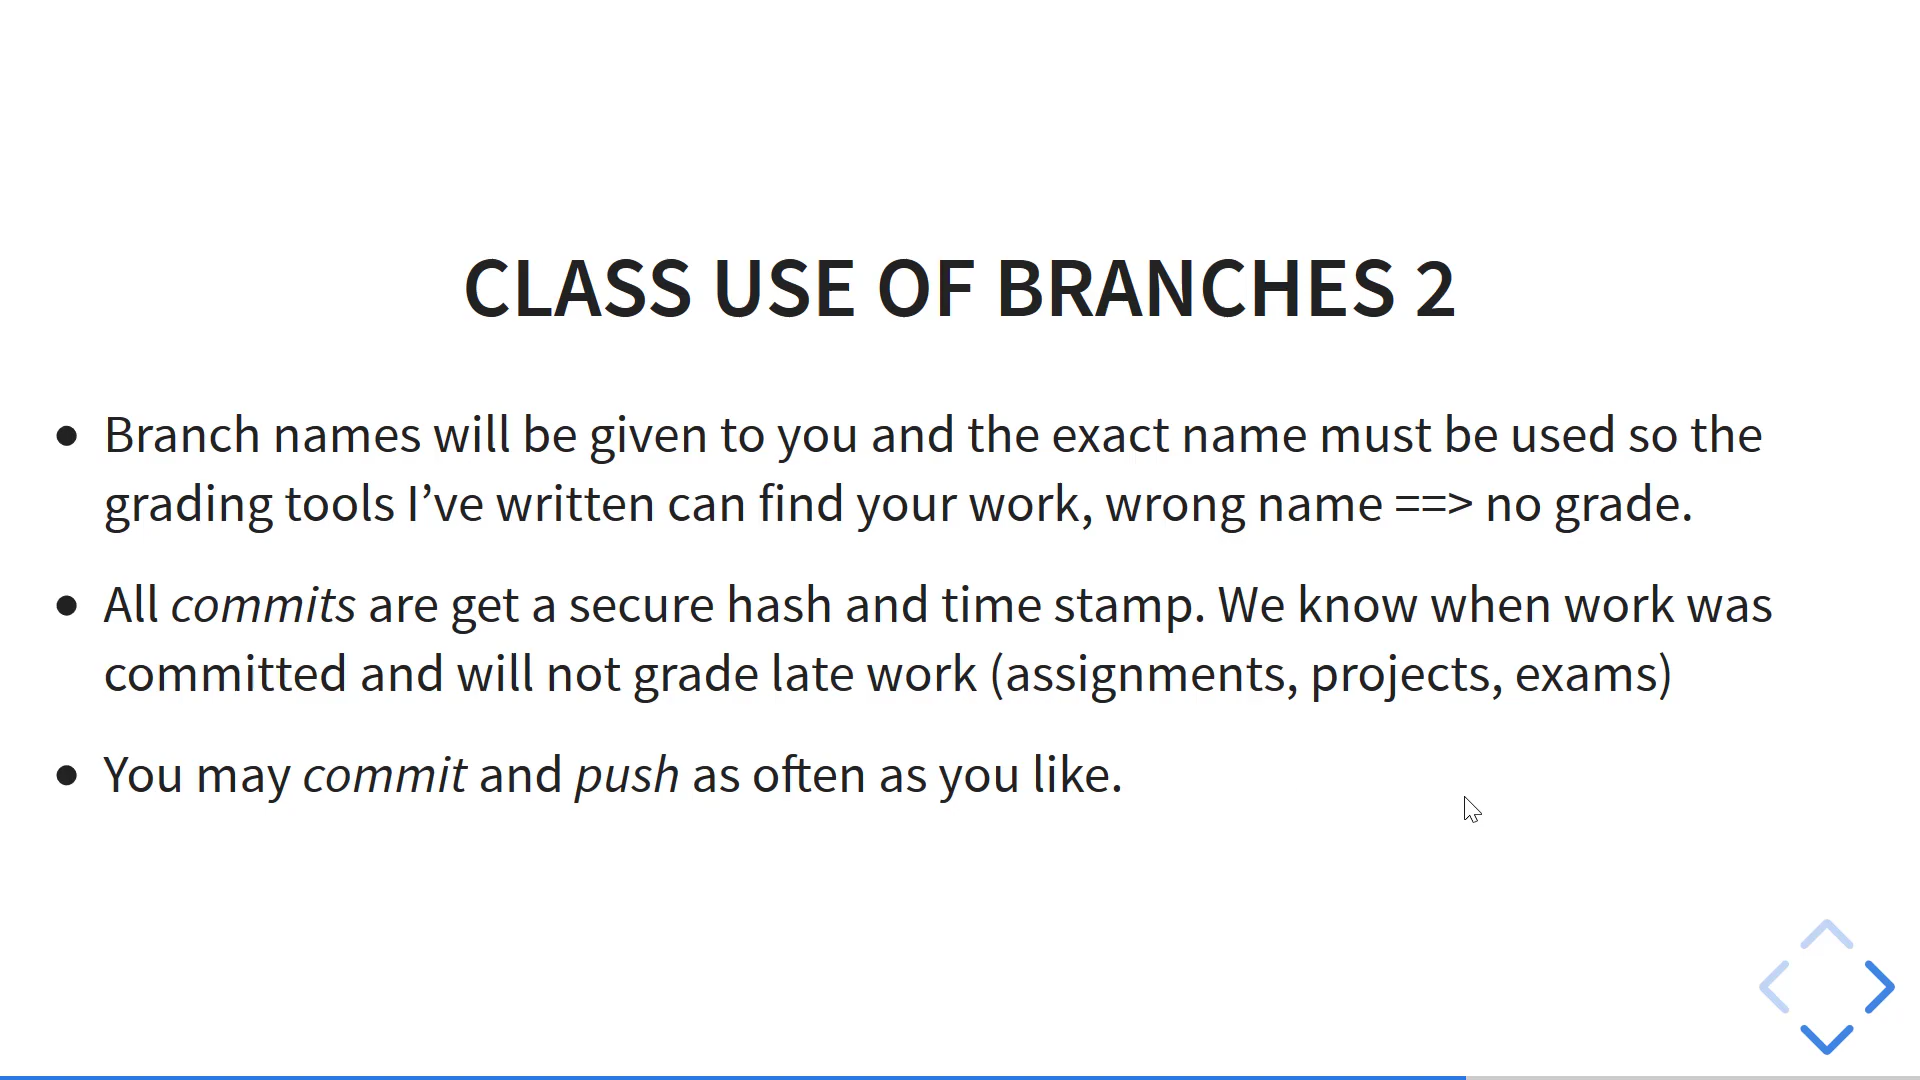 CLASS USE OF BRANCHES 2
• Branch names will be given to you and the exact name must be used so the
grading tools I’ve written can find your work, wrong name ==> no grade.
• All commits are get a secure hash and time stamp. We know when work was
committed and will not grade late work (assignments, projects, exams)
• You may commit and push as often as you like.